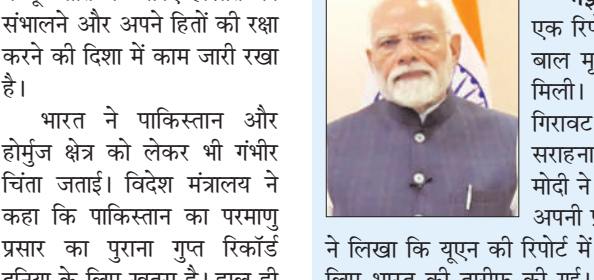 संभालने और अपने हितों की रक्षा
करने की दिशा में काम जारी रखा
है।
भारत ने पाकिस्तान और
होर्मुज क्षेत्र को लेकर भी गंभीर
चिंता जताई। विदेश मंत्रालय ने
कहा कि पाकिस्तान का परमाणु
प्रसार का पुराना गुप्त रिकॉर्ड
एक
बाल
मिली।
गिरावट
सराहना
मोदी ने
अपनी
ने लिखा कि यूएन की रिपोर्ट में